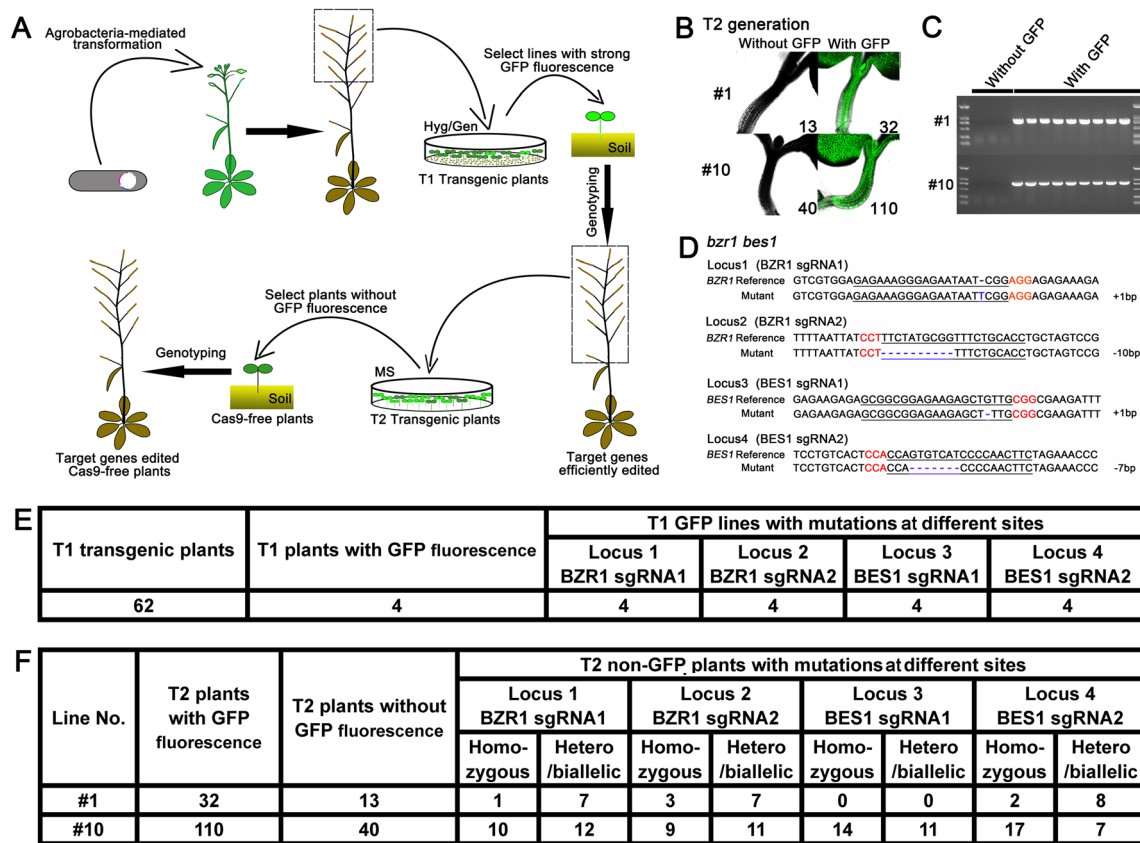 A
Agrobacteria-mediated
transformation
Select lines with strong
GFP fluorescence
Hyg/Gen
Soil
T1 Transgenic plants
Genotyping
Select plants without
GFP fluorescence
Genotyping
MS
Soil
Cas9-free plants
T2 Transgenic plants
Target genes edited
Cas9-free plants
Target genes
efficiently edited
B T2 generation
Without GFP With GFP
#1
13 32
#10
40 110
C
Without GFP
With GFP
#1
#10
D bzr1 bes1
Locus1 (BZR1 sgRNA1)
BZR1 Reference GTCGTGGAGAGAAAGGGAGAATAAT-CGGAGGAGAGAAAGA
Mutant GTCGTGGAGAGAAAGGGAGAATAATTCGGAGGAGAGAAAGA +1bp
Locus2 (BZR1 sgRNA2)
BZR1 Reference TTTTAATTATCCTTTCTATGCGGTTTCTGCACCTGCTAGTCCG
Mutant TTTTAATTATCCT----------TTTCTGCACCTGCTAGTCCG -10bp
Locus3 (BES1 sgRNA1)
BES1 Reference GAGAAGAGAGCGGCGGAGAAGAGCTGTTGCGGCGAAGATTT
Mutant GAGAAGAGAGCGGCGGAGAAGAGCT-TTGCGGCGAAGATTT +1bp
Locus4 (BES1 sgRNA2)
BES1 Reference TCCTGTCACTCCACCAGTGTCATCCCCAACTTCTAGAAACCC
Mutant TCCTGTCACTCCACCA-------CCCCAACTTCTAGAAACCC -7bp
E
T1 transgenic plants T1 plants with GFP fluorescence T1 GFP lines with mutations at different sites
Locus 1 Locus 2 Locus 3 Locus 4
BZR1 sgRNA1 BZR1 sgRNA2 BES1 sgRNA1 BES1 sgRNA2
62 4 4 4 4 4
F
Line No. T2 plants with GFP fluorescence T2 plants without GFP fluorescence T2 non-GFP plants with mutations at different sites
Locus 1 Locus 2 Locus 3 Locus 4
BZR1 sgRNA1 BZR1 sgRNA2 BES1 sgRNA1 BES1 sgRNA2
Homo- Hetero Homo- Hetero Homo- Hetero Homo- Hetero
zygous /biallelic zygous /biallelic zygous /biallelic zygous /biallelic
#1 32 13 1 7 3 7 0 0 2 8
#10 110 40 10 12 9 11 14 11 17 7